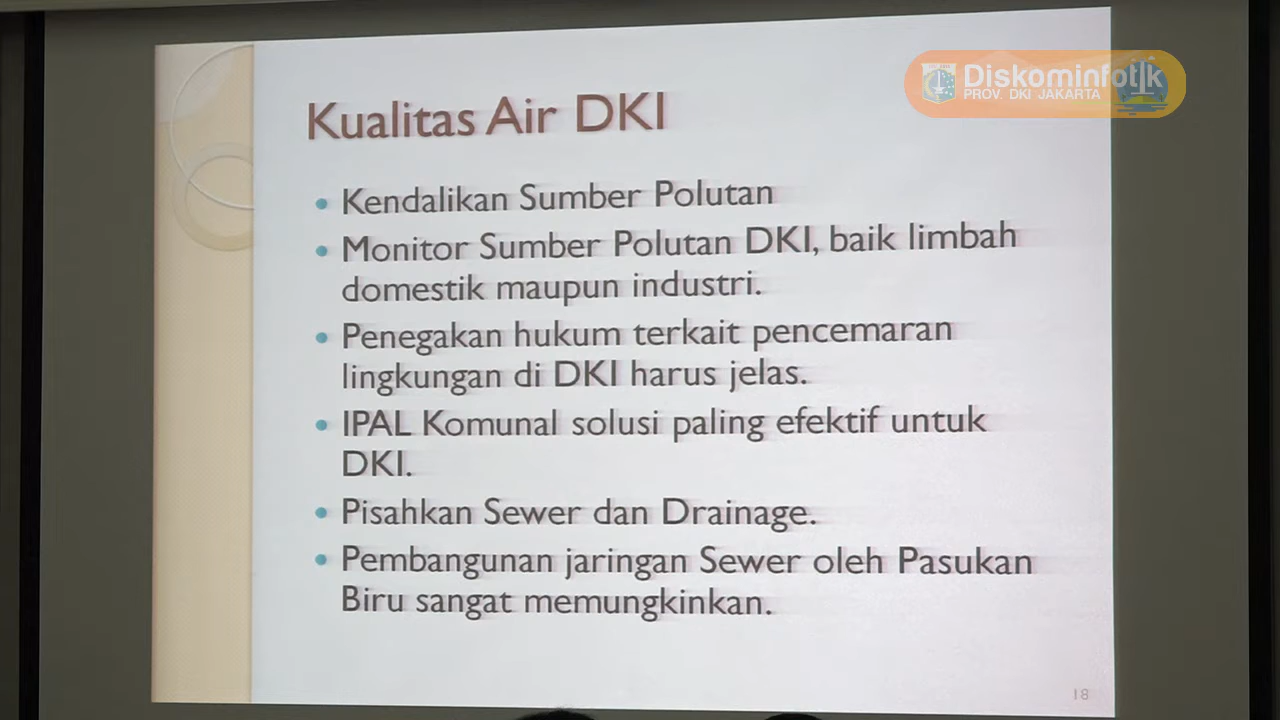 Diskominfotik
PROV. DKI JAKARTA
Kualitas Air DKI
• Kendalikan Sumber Polutan
• Monitor Sumber Polutan DKI, baik limbah
domestik maupun industri.
• Penegakan hukum terkait pencemaran
lingkungan di DKI harus jelas.
• IPAL Komunal solusi paling efektif untuk
DKI.
• Pisahkan Sewer dan Drainage.
• Pembangunan jaringan Sewer oleh Pasukan
Biru sangat memungkinkan.
18